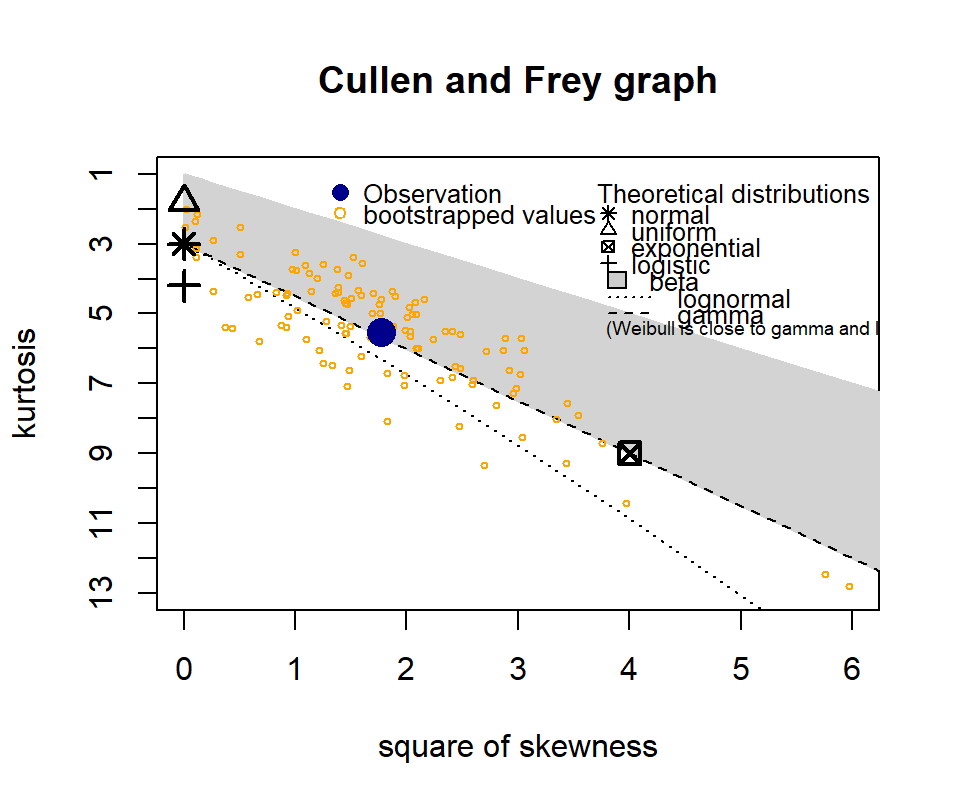 Cullen and Frey graph
Observation
bootstrapped values
Theoretical distributions
normal
uniform
exponential
logistic
beta
lognormal
gamma
(Weibull is close to gamma and l
kurtosis
1
3
5
7
9
11
13
0 1 2 3 4 5 6
square of skewness